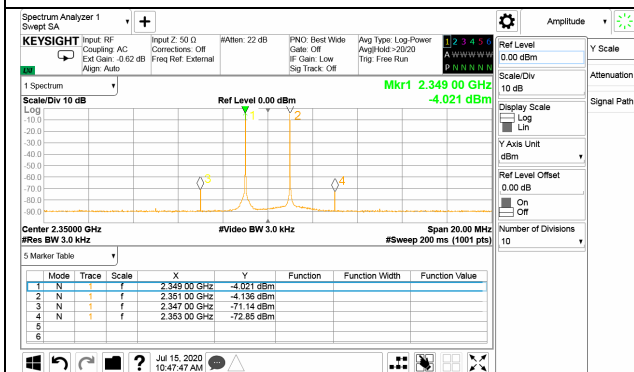 Spectrum Analyzer 1
Swept SA
Amplitude
KEYSIGHT
Input: RF
Coupling: AC
Ext Gain: -0.62 dB
Align: Auto
Input Z: 50 Ω
Corrections: Off
Freq Ref: External
#Atten: 22 dB
PNO: Best Wide
Gate: Off
IF Gain: Low
Sig Track: Off
Avg Type: Log-Power
Avg|Hold:>20/20
Trig: Free Run
1 2 3 4 5 6
A W W W W W
P N N N N N
1 Spectrum
Mkr1 2.349 00 GHz
Scale/Div 10 dB
Ref Level 0.00 dBm
-4.021 dBm
Log
-10.0
-20.0
-30.0
-40.0
-50.0
-60.0
-70.0
-80.0
-90.0
1
2
3
4
Center 2.35000 GHz
#Video BW 3.0 kHz
Span 20.00 MHz
#Res BW 3.0 kHz
#Sweep 200 ms (1001 pts)
5 Marker Table
Mode Trace Scale X Y Function Function Width Function Value
1 N 1 f 2.349 00 GHz -4.021 dBm
2 N 1 f 2.351 00 GHz -4.136 dBm
3 N 1 f 2.347 00 GHz -71.14 dBm
4 N 1 f 2.353 00 GHz -72.85 dBm
5
6
Jul 15, 2020
10:47:47 AM
Ref Level
0.00 dBm
Scale/Div
10 dB
Display Scale
Log
Lin
Y Axis Unit
dBm
Ref Level Offset
0.00 dB
On
Off
Number of Divisions
10
Y Scale
Attenuation
Signal Path